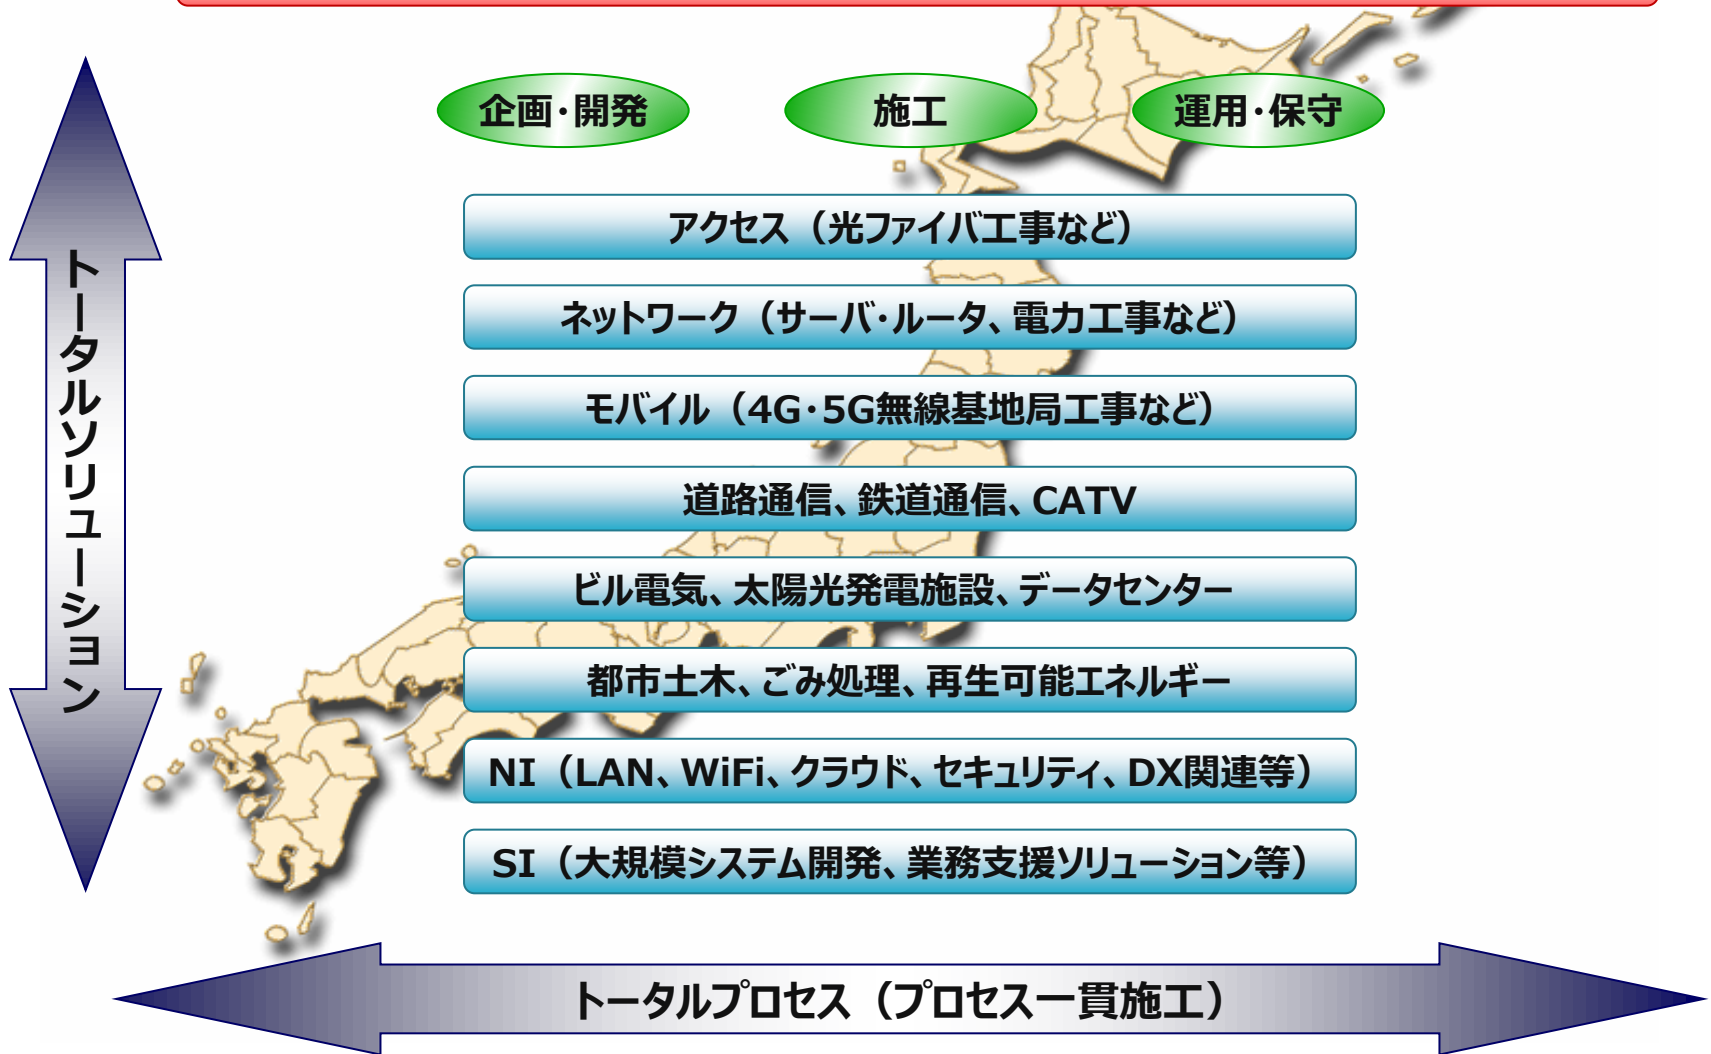 企画・開発
施工
運用・保守
トータルソリューション
アクセス（光ファイバ工事など）
ネットワーク（サーバ・ルータ、電力工事など）
モバイル（4G・5G無線基地局工事など）
道路通信、鉄道通信、CATV
ビル電気、太陽光発電施設、データセンター
都市土木、ごみ処理、再生可能エネルギー
NI（LAN、WiFi、クラウド、セキュリティ、DX関連等）
SI（大規模システム開発、業務支援ソリューション等）
トータルプロセス（プロセス一貫施工）